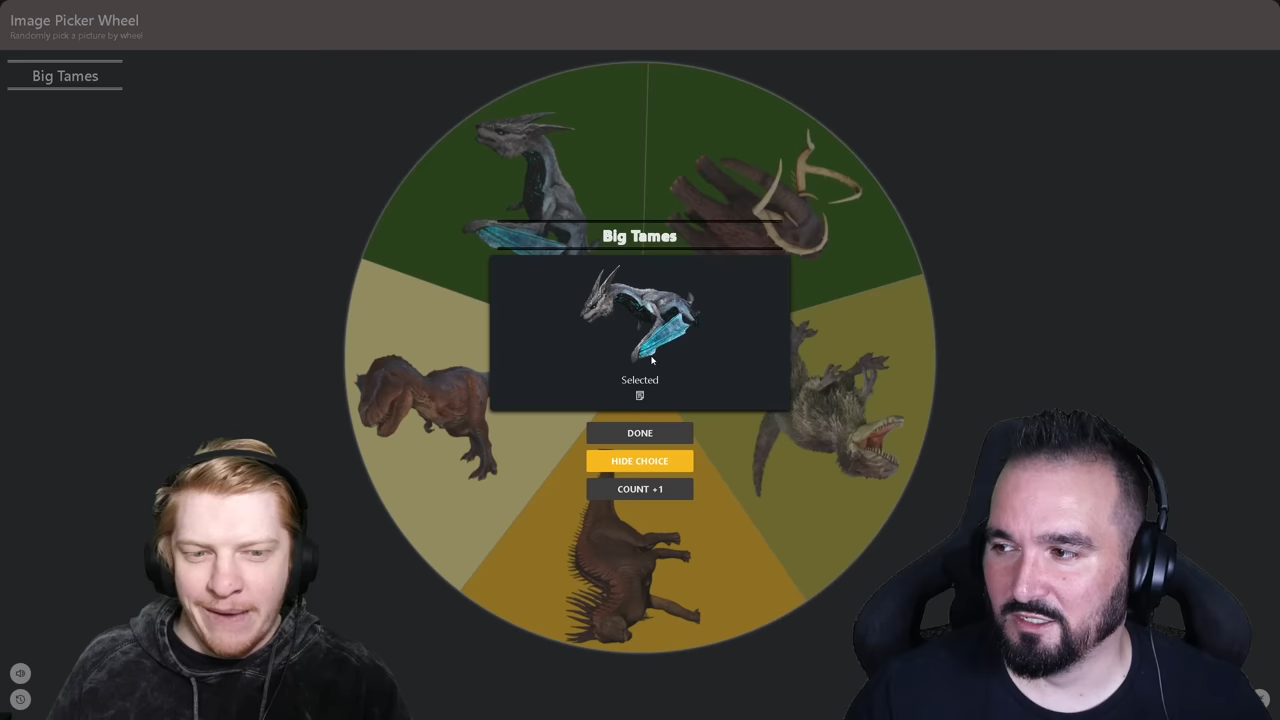 Image Picker Wheel
Randomly pick a picture by wheel
Big Tames
Big Tames
Selected
DONE
HIDE CHOICE
COUNT +1